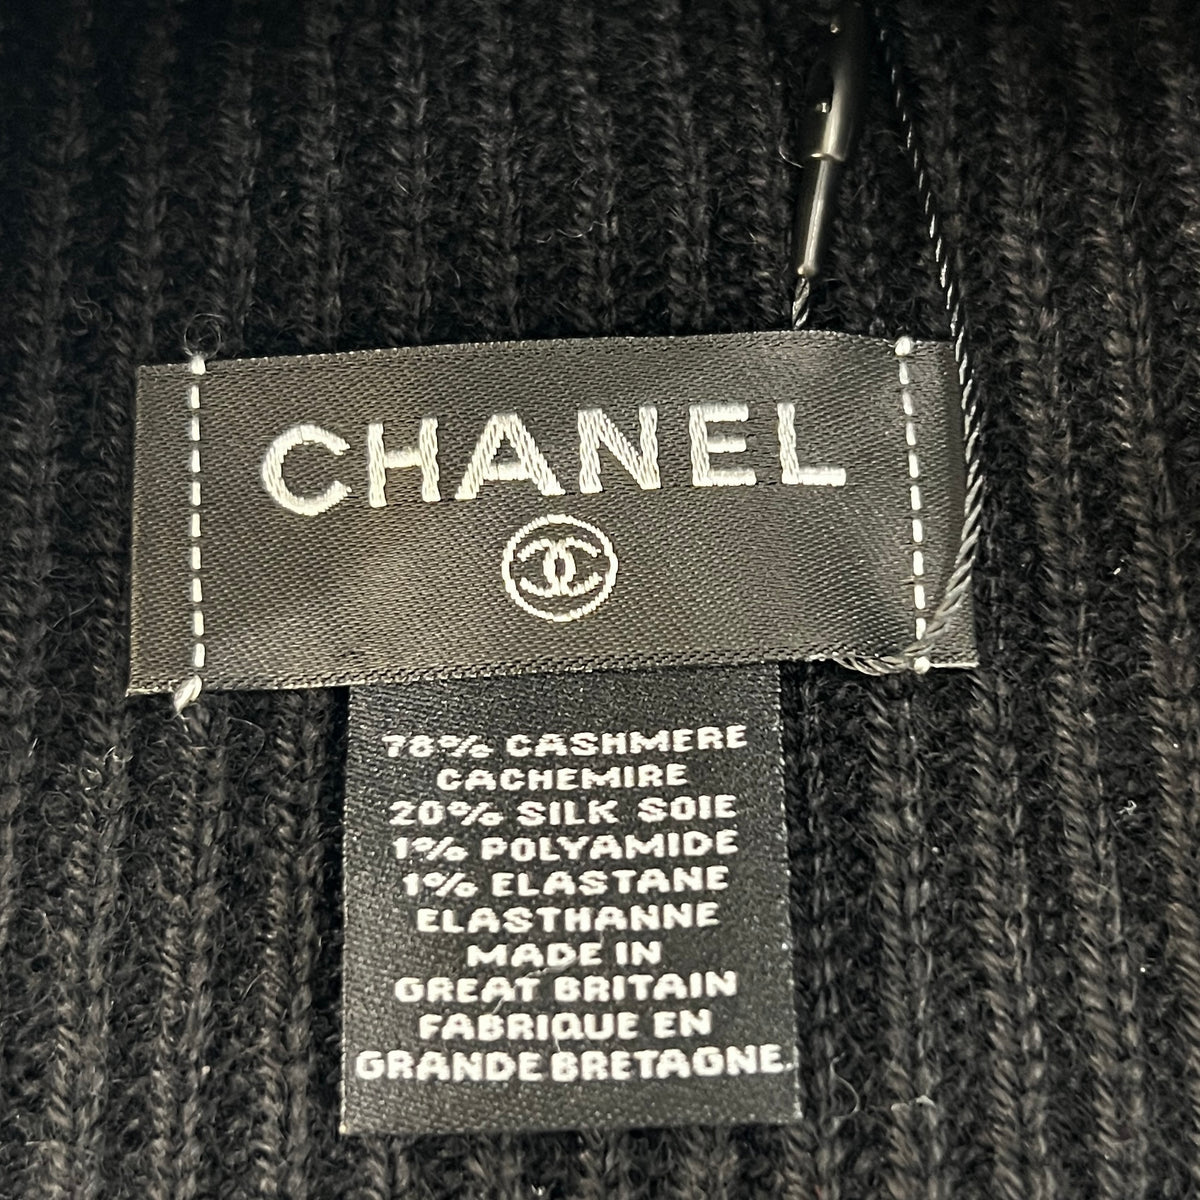 CHANEL
78% CASHMERE
CACHEMIRE
20% SILK SOIE
1% POLYAMIDE
1% ELASTANE
ELASTHANNE
MADE IN
GREAT BRITAIN
FABRIQUE EN
GRANDE BRETAGNE